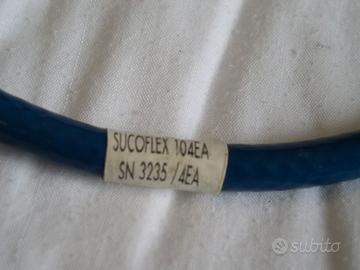 SUCOFLEX 104EA
SN 3235 /4EA
subito